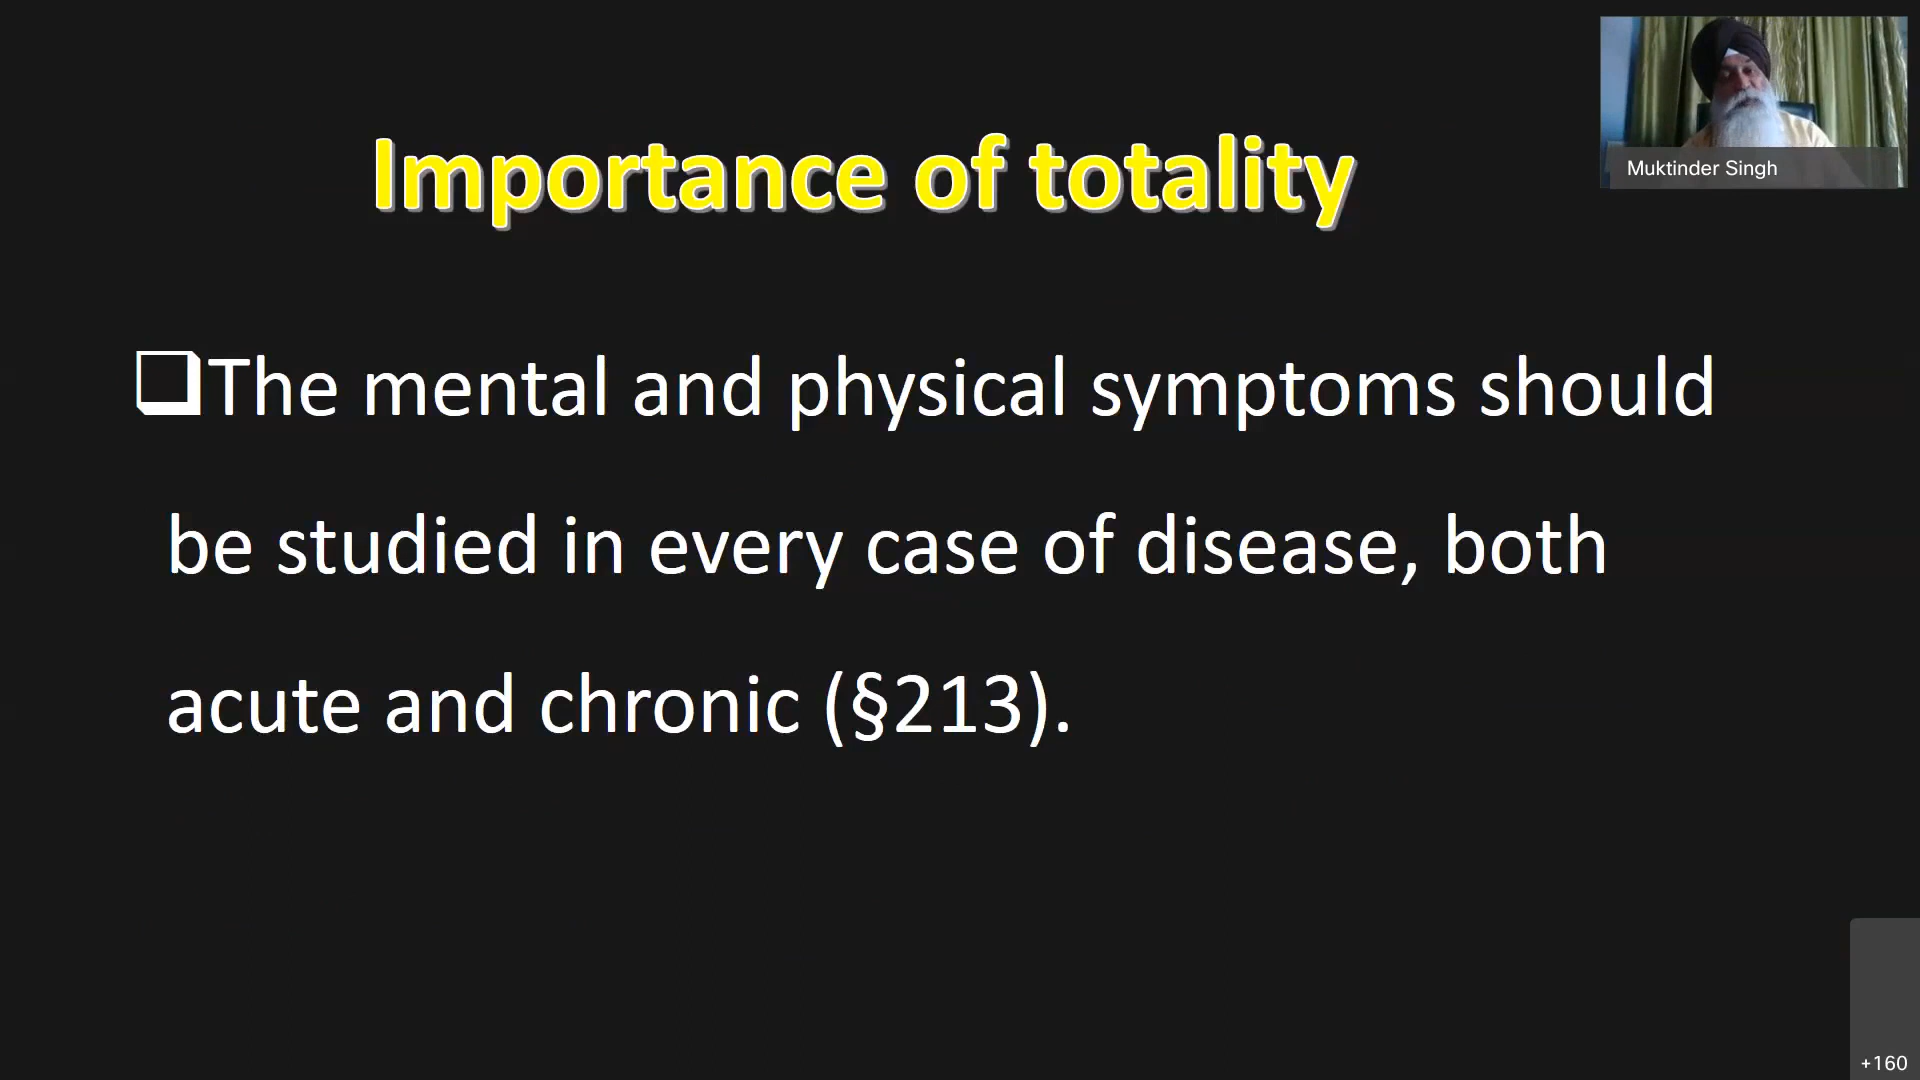 Muktinder Singh
Importance of totality
❑The mental and physical symptoms should
be studied in every case of disease, both
acute and chronic (§213).
+160